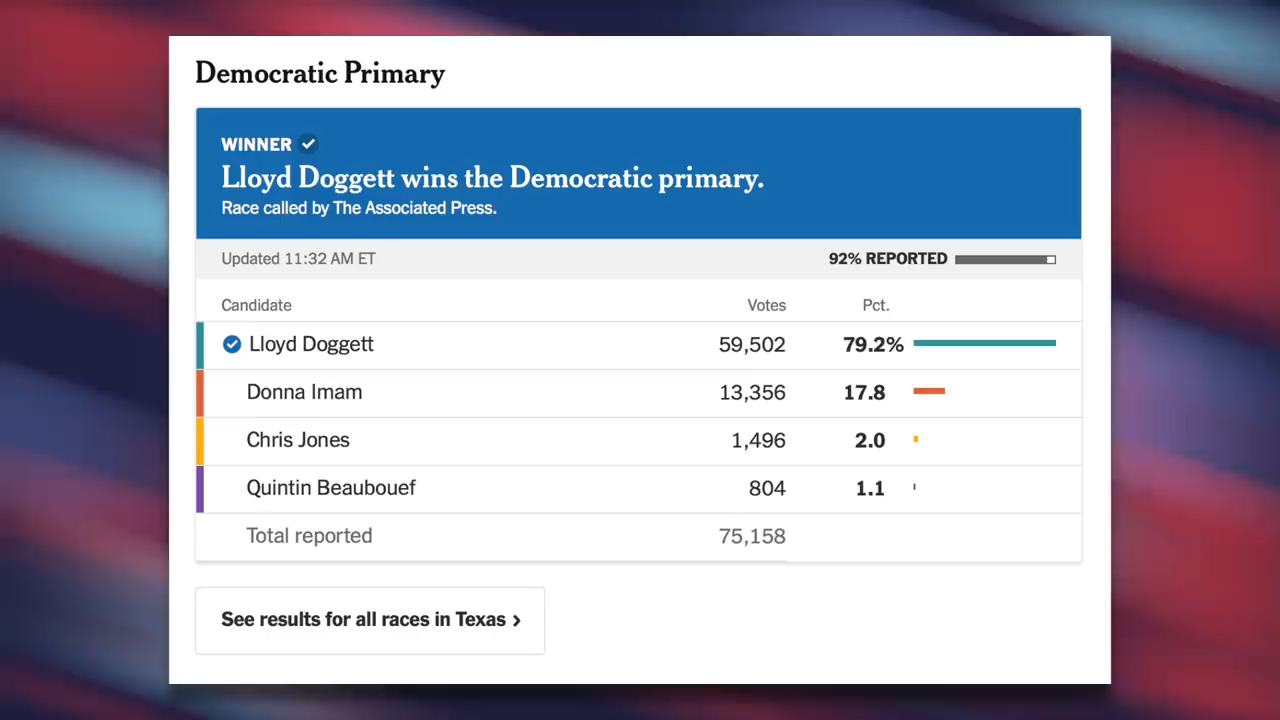 Democratic Primary
WINNER
Lloyd Doggett wins the Democratic primary.
Race called by The Associated Press.
Updated 11:32 AM ET 92% REPORTED
Candidate Votes Pct.
Lloyd Doggett 59,502 79.2%
Donna Imam 13,356 17.8
Chris Jones 1,496 2.0
Quintin Beaubouef 804 1.1
Total reported 75,158
See results for all races in Texas ›